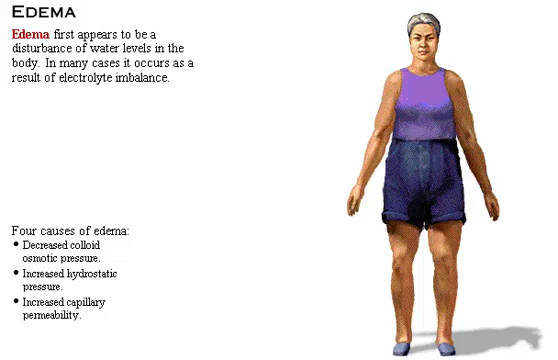 EDEMA
Edema first appears to be a
disturbance of water levels in the
body. In many cases it occurs as a
result of electrolyte imbalance.
Four causes of edema:
• Decreased colloid
osmotic pressure.
• Increased hydrostatic
pressure.
• Increased capillary
permeability.